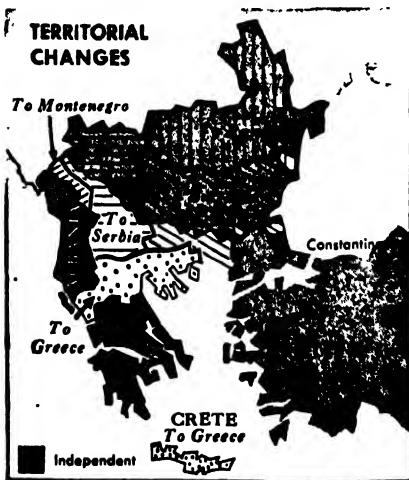 TERRITORIAL
CHANGES
To Montenegro
To
Serbia
Constantin
To
Greece
CRETE
To Greece
Independent